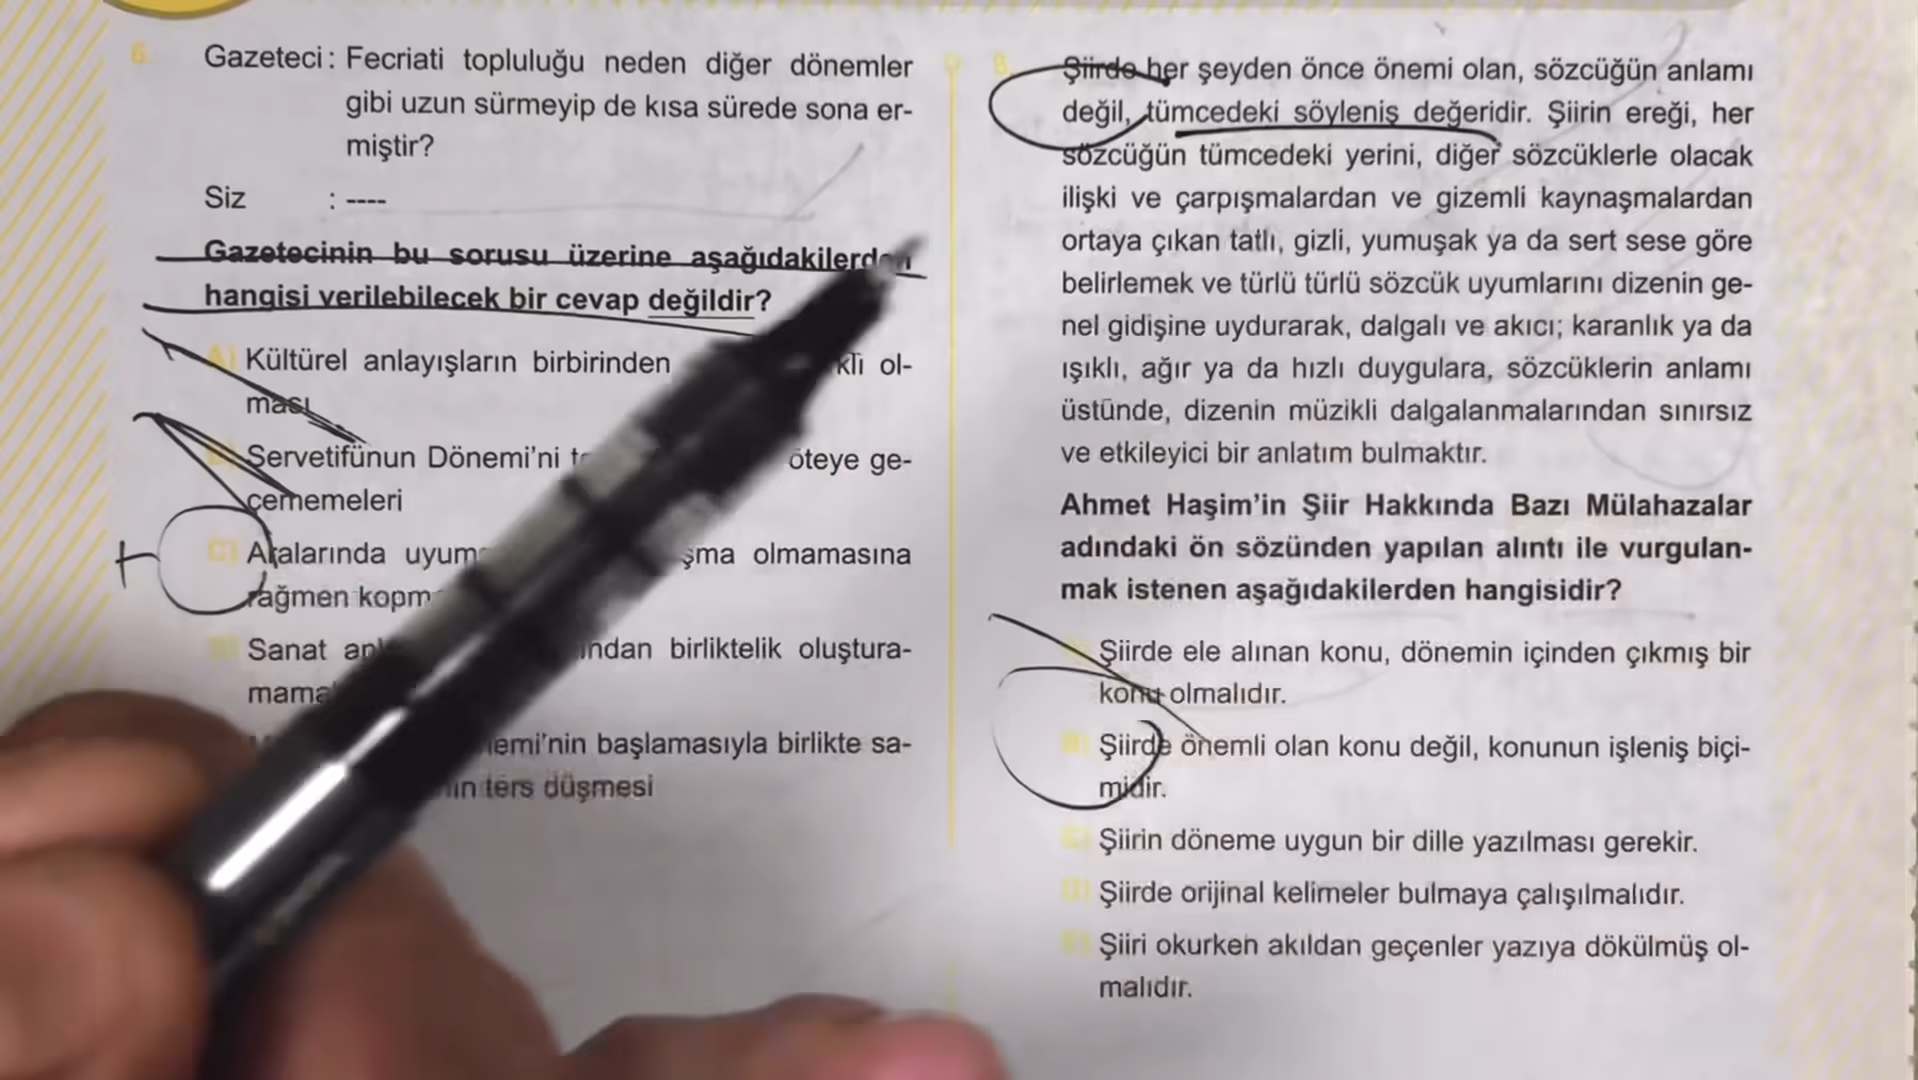 6. Gazeteci : Fecriati topluluğu neden diğer dönemler
gibi uzun sürmeyip de kısa sürede sona er-
miştir?
Siz : ----
Gazetecinin bu sorusu üzerine aşağıdakilerden
hangisi verilebilecek bir cevap değildir?
A) Kültürel anlayışların birbirinden ol-
ması
Servetifünun Dönemi'ni öteye ge-
çememeleri
C) Aralarında olmamasına
rağmen
Sanat birliktelik oluştura-
başlamasıyla birlikte sa-
ters düşmesi
8. Şiirde her şeyden önce önemi olan, sözcüğün anlamı
değil, tümcedeki söyleniş değeridir. Şiirin ereği, her
sözcüğün tümcedeki yerini, diğer sözcüklerle olacak
ilişki ve çarpışmalardan ve gizemli kaynaşmalardan
ortaya çıkan tatlı, gizli, yumuşak ya da sert sese göre
belirlemek ve türlü türlü sözcük uyumlarını dizenin ge-
nel gidişine uydurarak, dalgalı ve akıcı; karanlık ya da
ışıklı, ağır ya da hızlı duygulara, sözcüklerin anlamı
üstünde, dizenin müzikli dalgalanmalarından sınırsız
ve etkileyici bir anlatım bulmaktır.
Ahmet Haşim'in Şiir Hakkında Bazı Mülahazalar
adındaki ön sözünden yapılan alıntı ile vurgulan-
mak istenen aşağıdakilerden hangisidir?
Şiirde ele alınan konu, dönemin içinden çıkmış bir
konu olmalıdır.
B) Şiirde önemli olan konu değil, konunun işleniş biçi-
midir.
C) Şiirin döneme uygun bir dille yazılması gerekir.
D) Şiirde orijinal kelimeler bulmaya çalışılmalıdır.
E) Şiiri okurken akıldan geçenler yazıya dökülmüş ol-
malıdır.